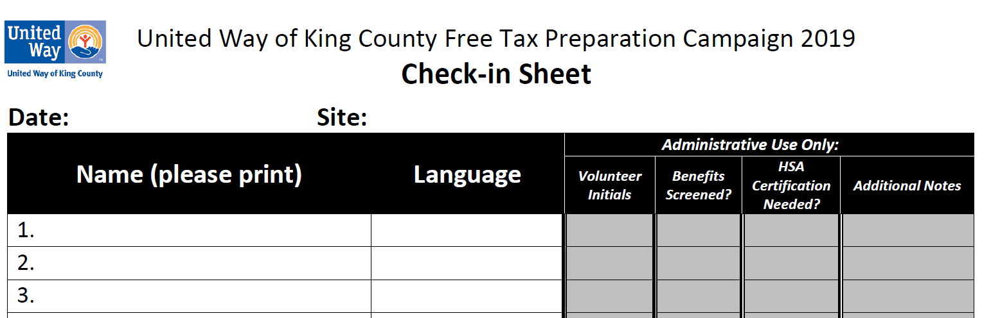 United
Way
United Way of King County
United Way of King County Free Tax Preparation Campaign 2019
Check-in Sheet
Date: Site:
Administrative Use Only:
Name (please print) Language
Volunteer
Initials
Benefits
Screened?
HSA
Certification
Needed?
Additional Notes
1.
2.
3.